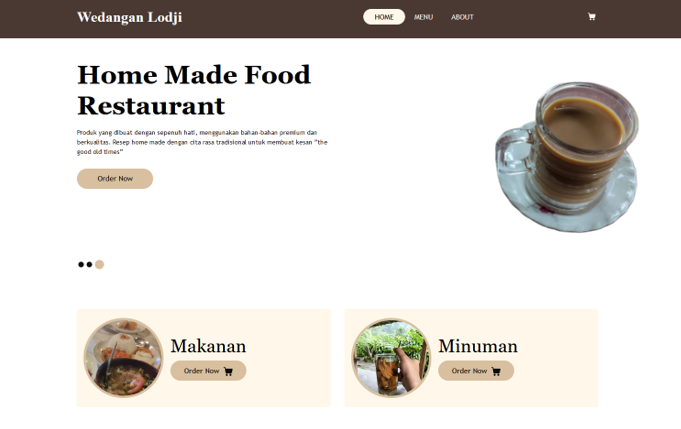 Wedangan Lodji
HOME MENU ABOUT
Home Made Food
Restaurant
Produk yang dibuat dengan sepenuh hati, menggunakan bahan-bahan premium dan
berkualitas. Resep home made dengan cita rasa tradisional untuk membuat kesan "the
good old times"
Order Now
Makanan
Order Now
Minuman
Order Now